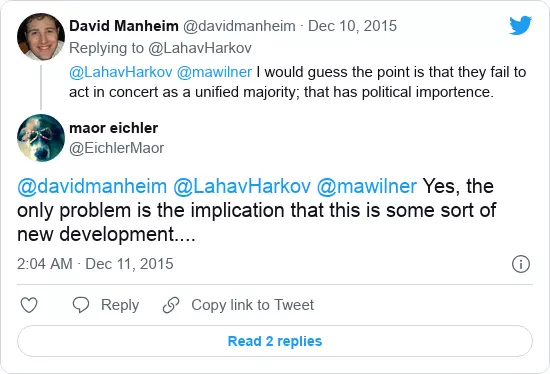 David Manheim @davidmanheim · Dec 10, 2015
Replying to @LahavHarkov
@LahavHarkov @mawilner I would guess the point is that they fail to
act in concert as a unified majority; that has political importence.
maor eichler
@EichlerMaor
@davidmanheim @LahavHarkov @mawilner Yes, the
only problem is the implication that this is some sort of
new development....
2:04 AM · Dec 11, 2015
Reply Copy link to Tweet
Read 2 replies